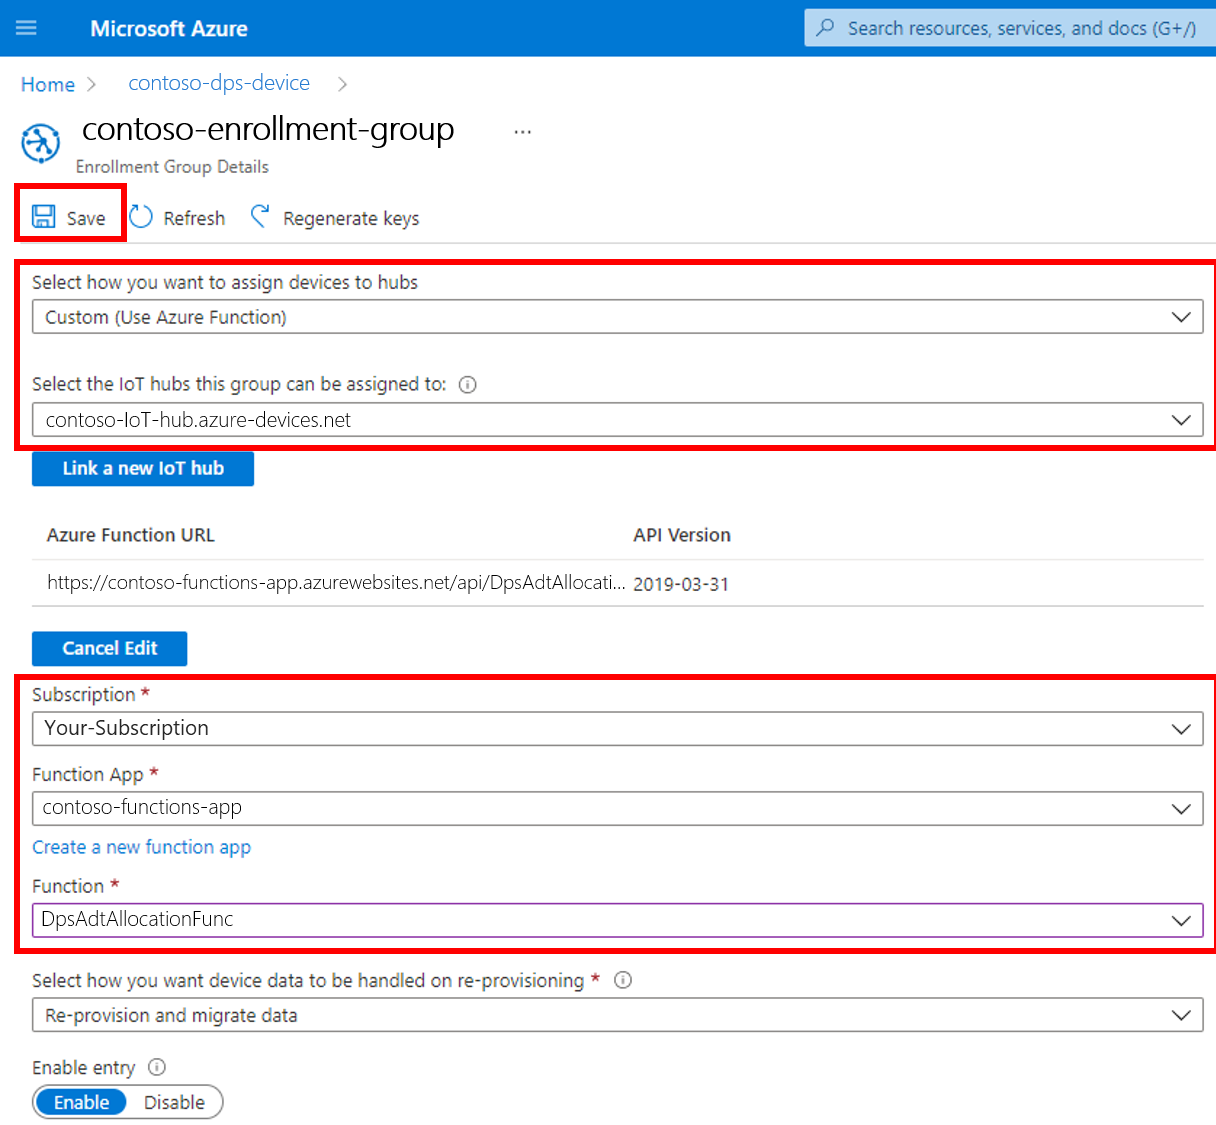 Microsoft Azure
Search resources, services, and docs (G+/)
Home
contoso-dps-device
contoso-enrollment-group
...
Enrollment Group Details
Save
Refresh
Regenerate keys
Select how you want to assign devices to hubs
Custom (Use Azure Function)
Select the IoT hubs this group can be assigned to:
contoso-IoT-hub.azure-devices.net
Link a new IoT hub
Azure Function URL
API Version
https://contoso-functions-app.azurewebsites.net/api/DpsAdtAllocati...
2019-03-31
Cancel Edit
Subscription *
Your-Subscription
Function App *
contoso-functions-app
Create a new function app
Function *
DpsAdtAllocationFunc
Select how you want device data to be handled on re-provisioning *
Re-provision and migrate data
Enable entry
Enable
Disable